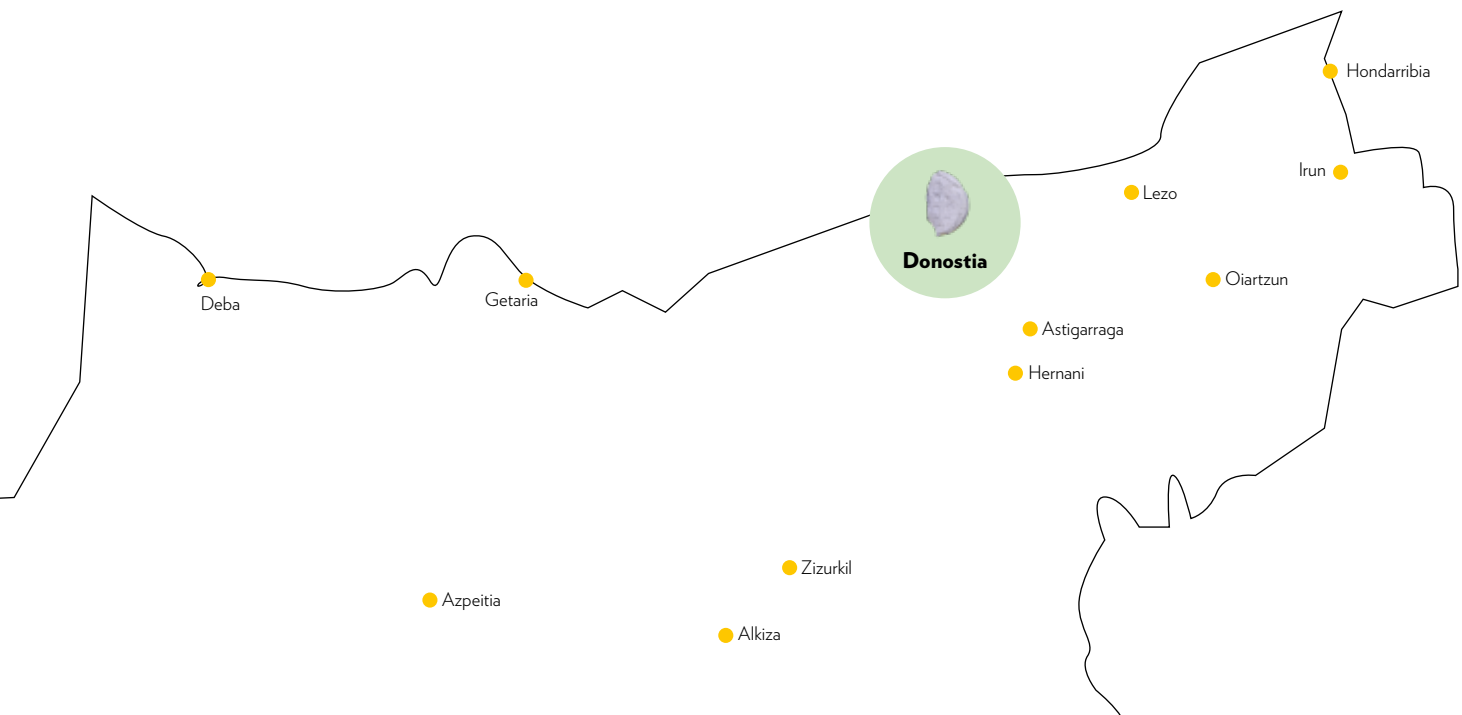 Hondarribia
Irun
Lezo
Donostia
Oiartzun
Deba
Getaria
Astigarraga
Hernani
Zizurkil
Azpeitia
Alkiza